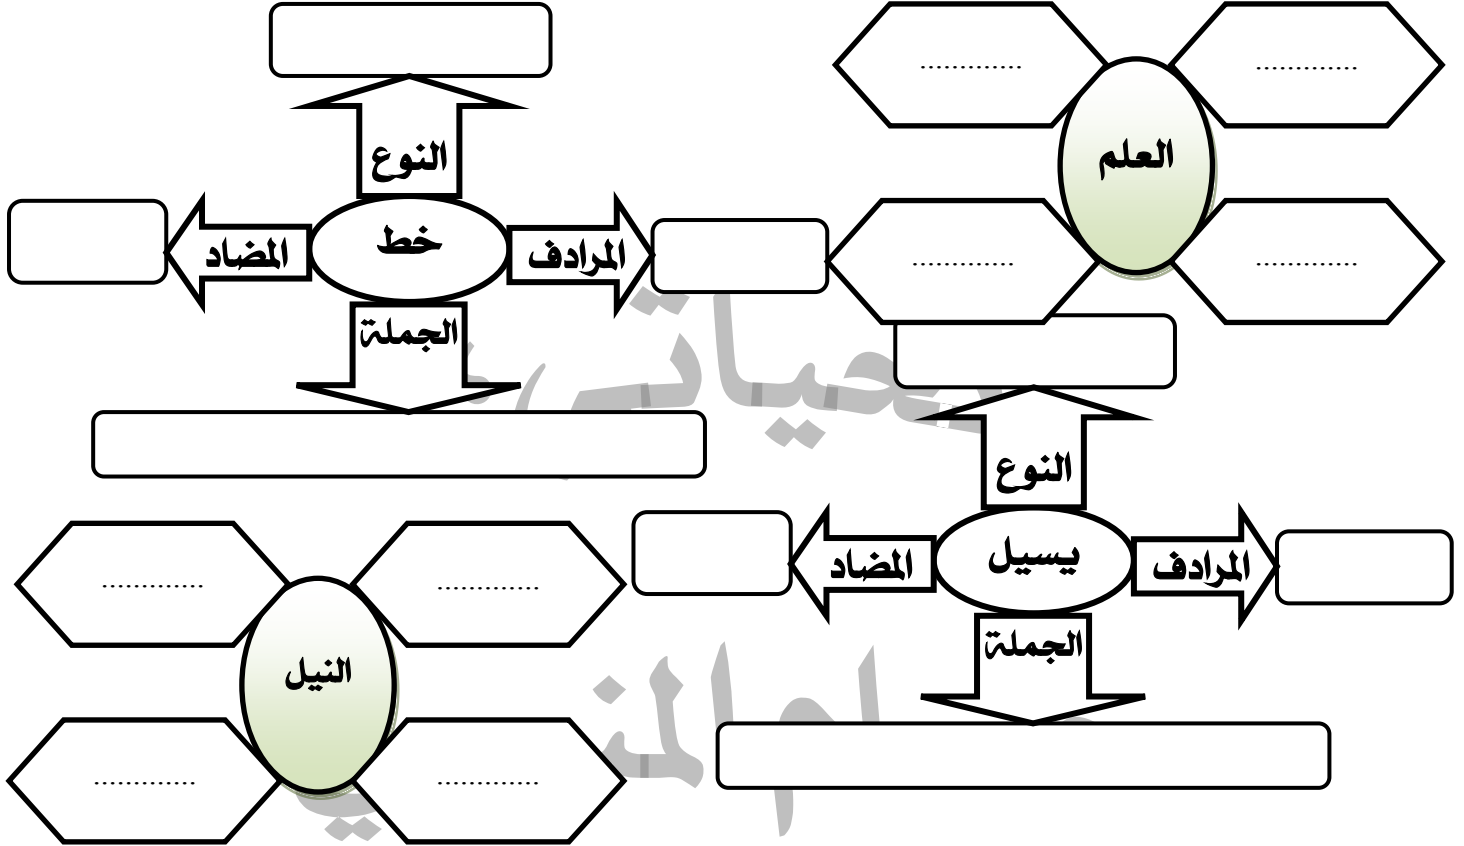 ............
............
العلم
............
............
النوع
خط
المرادف
المضاد
الجملة
النوع
يسيل
المرادف
المضاد
الجملة
............
............
النيل
............
............